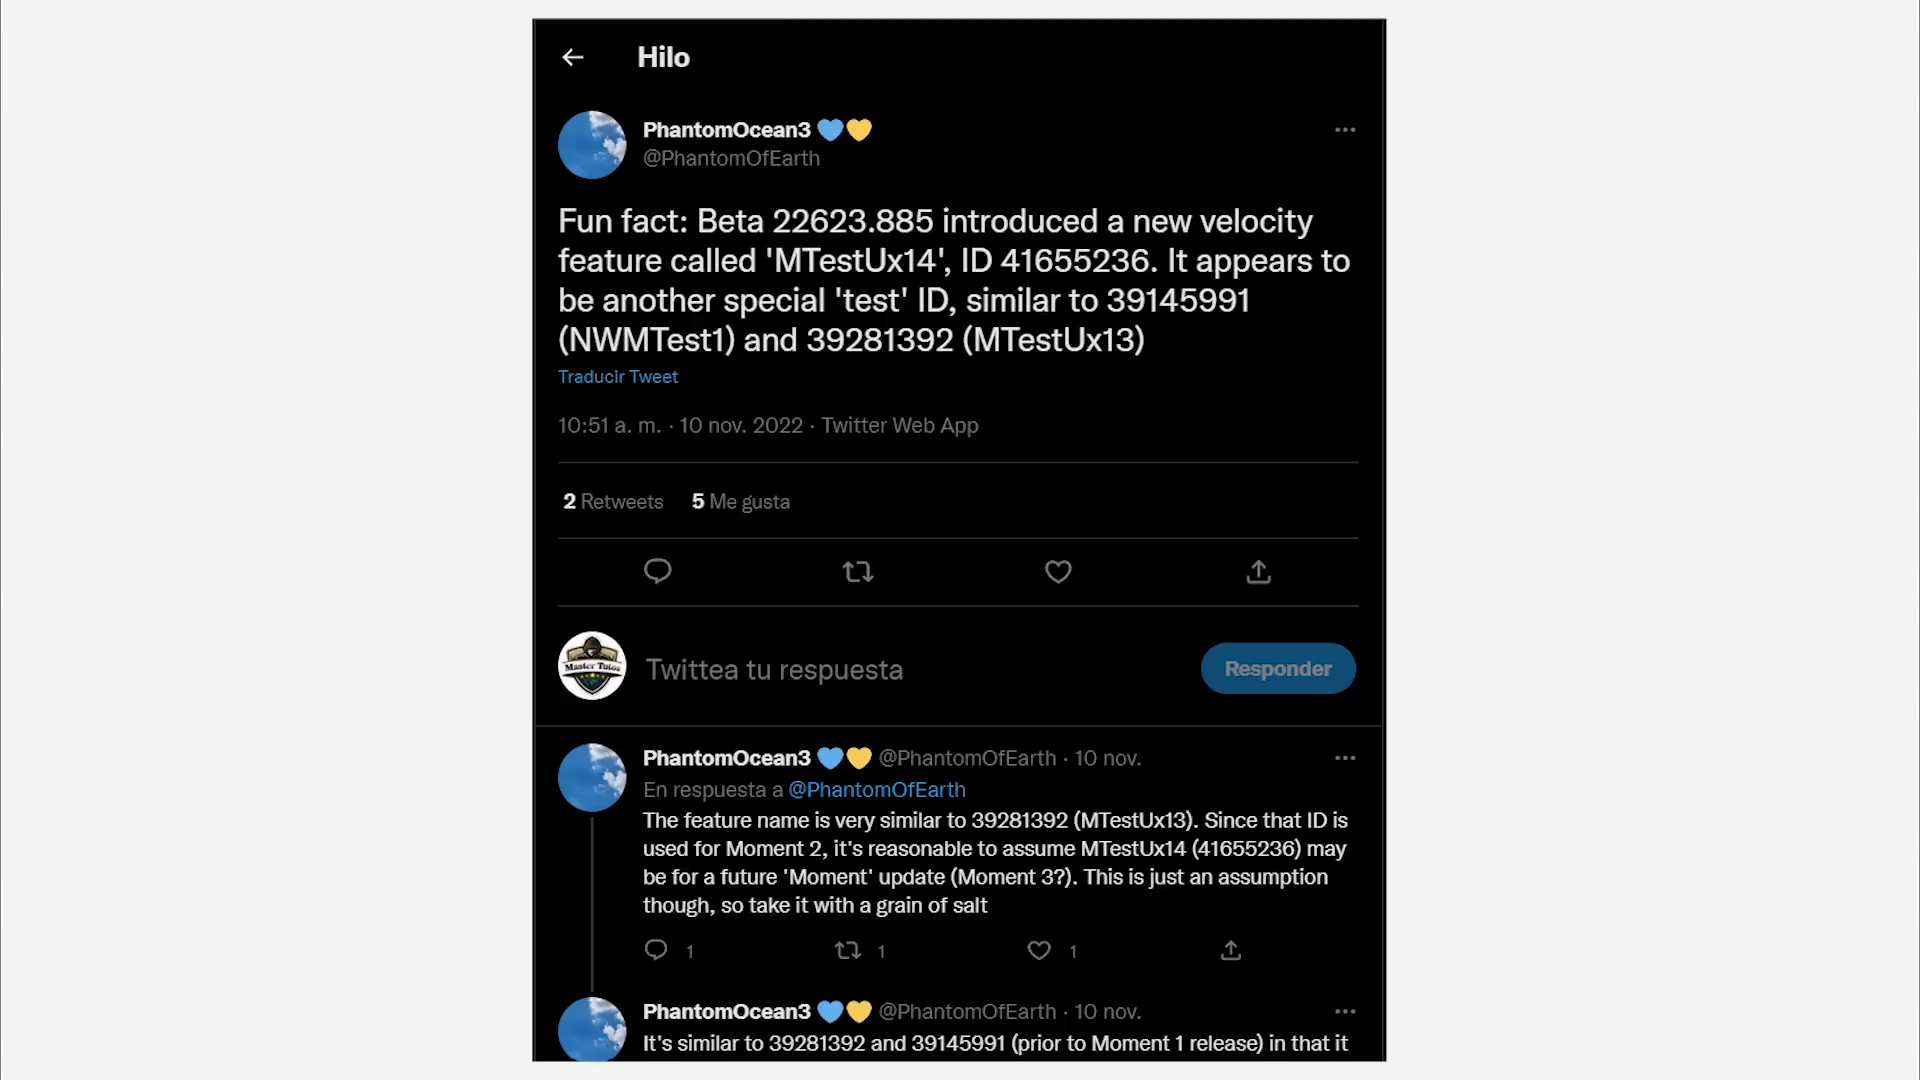 Hilo
PhantomOcean3 💙💛
@PhantomOfEarth
Fun fact: Beta 22623.885 introduced a new velocity
feature called 'MTestUx14', ID 41655236. It appears to
be another special 'test' ID, similar to 39145991
(NWMTest1) and 39281392 (MTestUx13)
Traducir Tweet
10:51 a. m. · 10 nov. 2022 · Twitter Web App
2 Retweets 5 Me gusta
Master Tutos
Twittea tu respuesta
Responder
PhantomOcean3 💙💛 @PhantomOfEarth · 10 nov.
En respuesta a @PhantomOfEarth
The feature name is very similar to 39281392 (MTestUx13). Since that ID is
used for Moment 2, it's reasonable to assume MTestUx14 (41655236) may
be for a future 'Moment' update (Moment 3?). This is just an assumption
though, so take it with a grain of salt
1 1 1
PhantomOcean3 💙💛 @PhantomOfEarth · 10 nov.
It's similar to 39281392 and 39145991 (prior to Moment 1 release) in that it